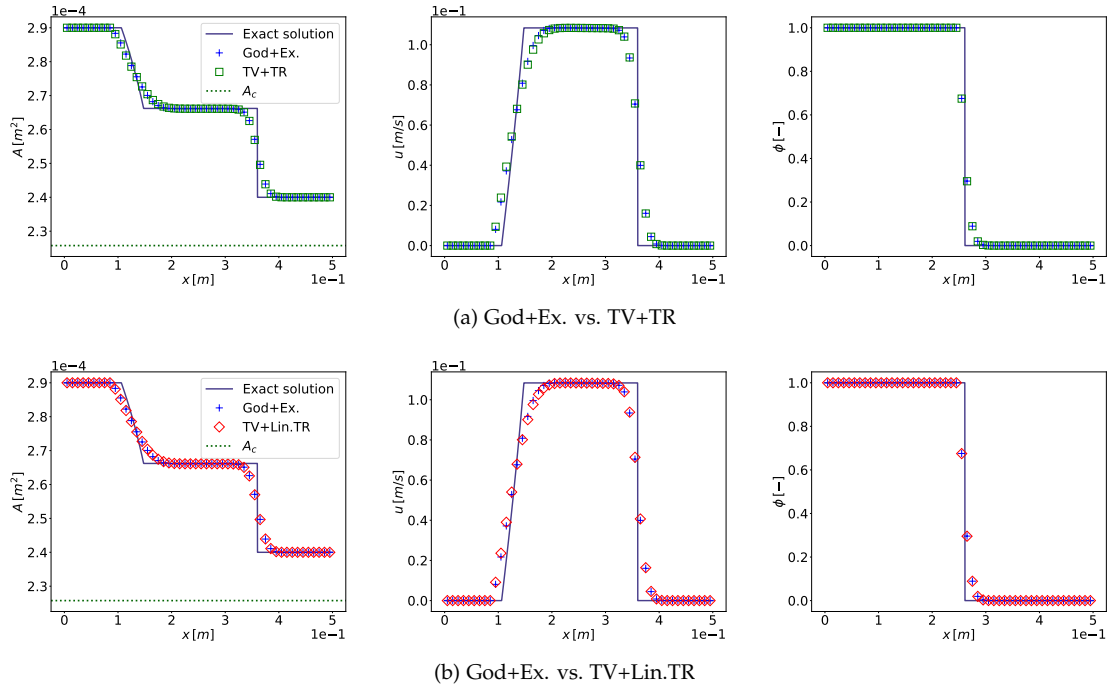 1e−4
2.9
2.8
2.7
2.6
2.5
2.4
2.3
A [m²]
0 1 2 3 4 5
x [m]
1e−1
Exact solution
God+Ex.
TV+TR
A_c
1e−1
1.0
0.8
0.6
0.4
0.2
0.0
u [m/s]
0 1 2 3 4 5
x [m]
1e−1
1.0
0.8
0.6
0.4
0.2
0.0
ϕ [−]
0 1 2 3 4 5
x [m]
1e−1
(a) God+Ex. vs. TV+TR
1e−4
2.9
2.8
2.7
2.6
2.5
2.4
2.3
A [m²]
0 1 2 3 4 5
x [m]
1e−1
Exact solution
God+Ex.
TV+Lin.TR
A_c
1e−1
1.0
0.8
0.6
0.4
0.2
0.0
u [m/s]
0 1 2 3 4 5
x [m]
1e−1
1.0
0.8
0.6
0.4
0.2
0.0
ϕ [−]
0 1 2 3 4 5
x [m]
1e−1
(b) God+Ex. vs. TV+Lin.TR